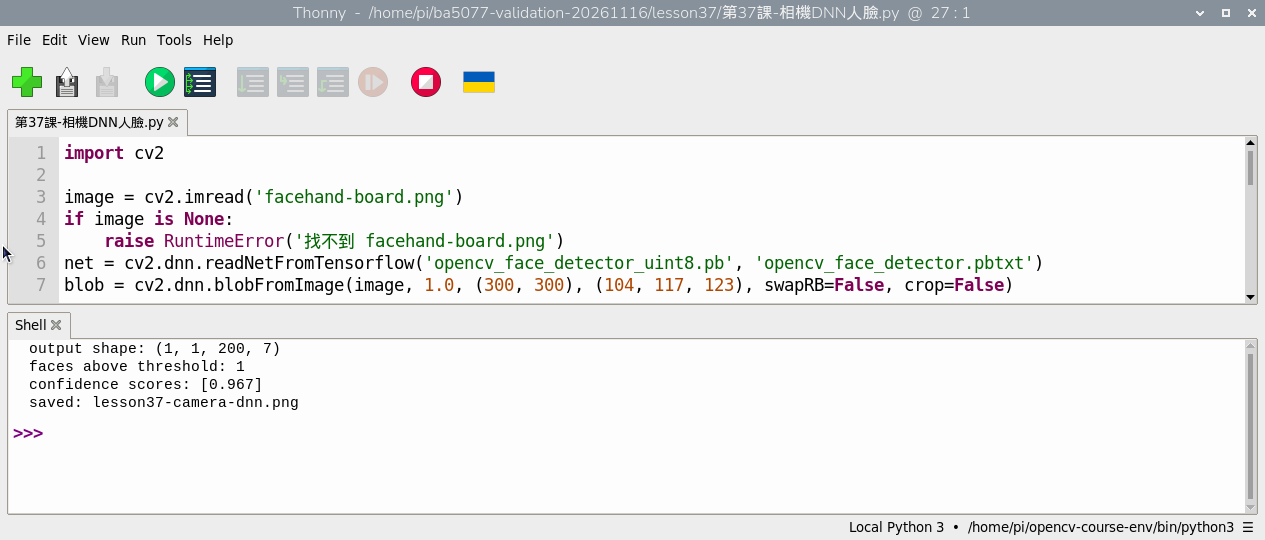 Thonny - /home/pi/ba5077-validation-20261116/lesson37/第37課-相機DNN人臉.py @ 27 : 1
File Edit View Run Tools Help
第37課-相機DNN人臉.py
1 import cv2
2
3 image = cv2.imread('facehand-board.png')
4 if image is None:
5     raise RuntimeError('找不到 facehand-board.png')
6 net = cv2.dnn.readNetFromTensorflow('opencv_face_detector_uint8.pb', 'opencv_face_detector.pbtxt')
7 blob = cv2.dnn.blobFromImage(image, 1.0, (300, 300), (104, 117, 123), swapRB=False, crop=False)
Shell
output shape: (1, 1, 200, 7)
faces above threshold: 1
confidence scores: [0.967]
saved: lesson37-camera-dnn.png
>>>
Local Python 3 • /home/pi/opencv-course-env/bin/python3 ☰